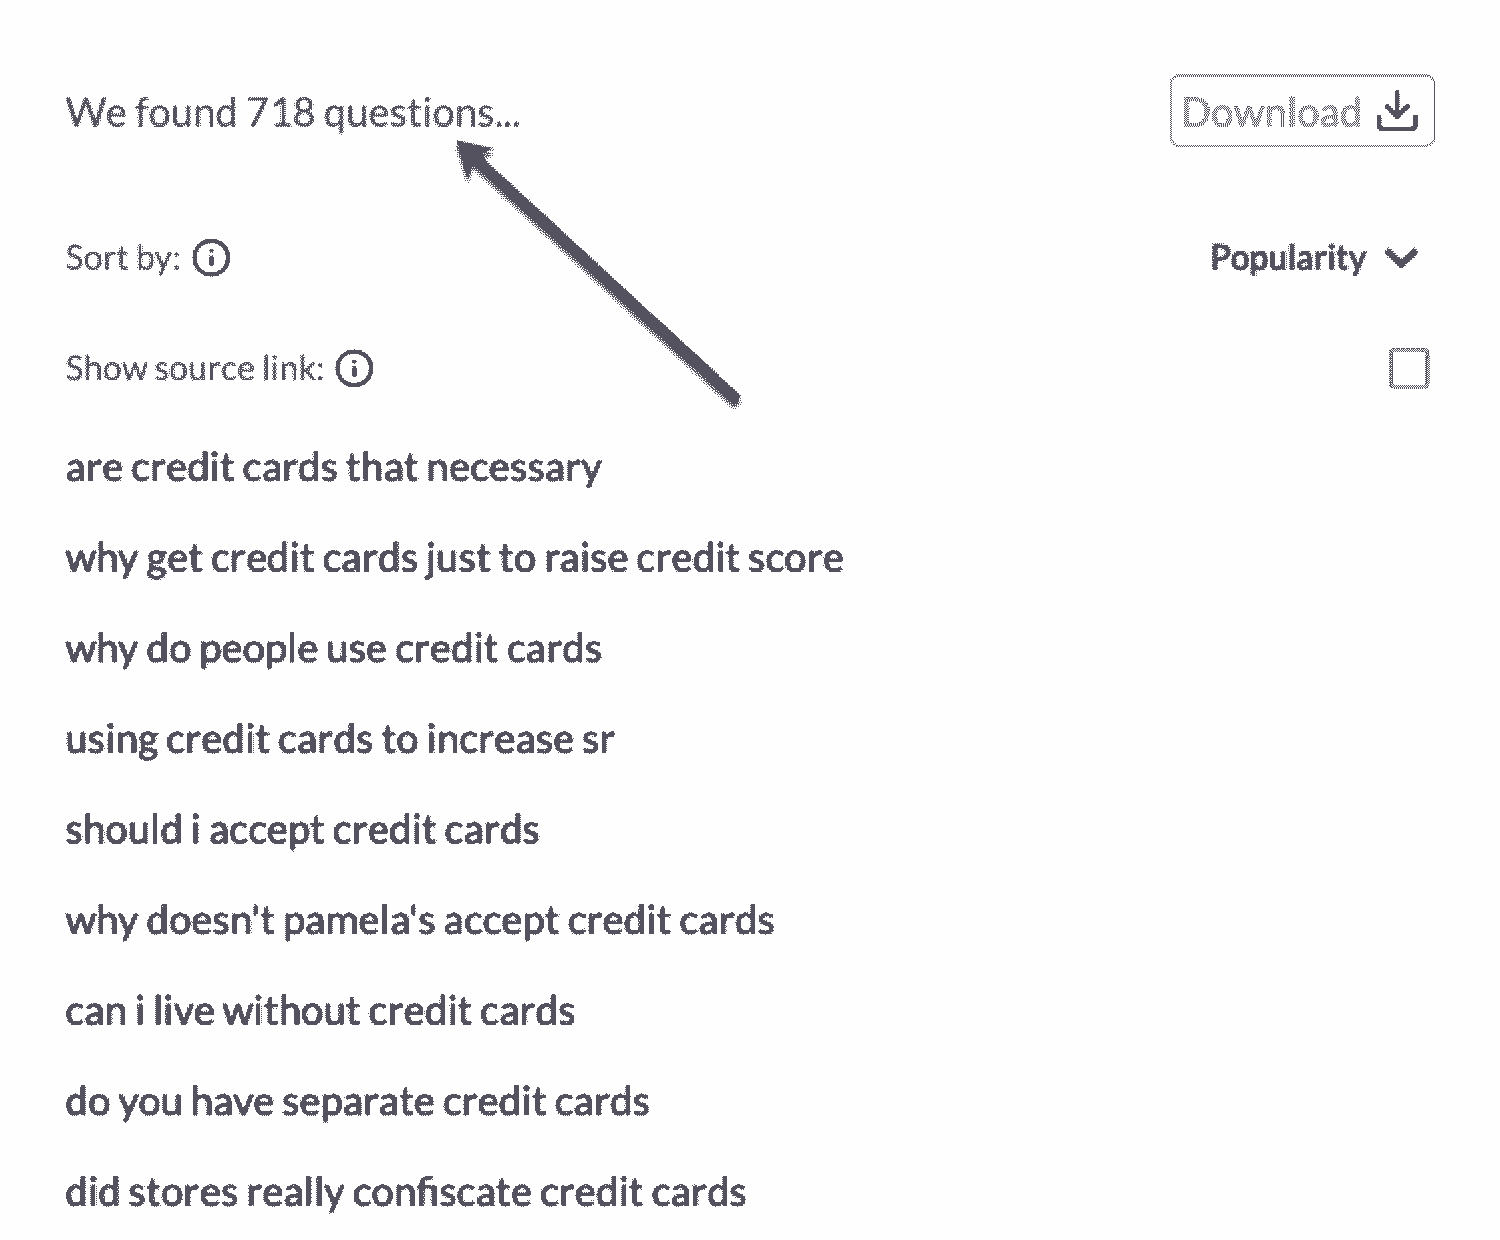 We found 718 questions...
Download
Sort by:
Popularity
Show source link:
are credit cards that necessary
why get credit cards just to raise credit score
why do people use credit cards
using credit cards to increase sr
should i accept credit cards
why doesn't pamela's accept credit cards
can i live without credit cards
do you have separate credit cards
did stores really confiscate credit cards